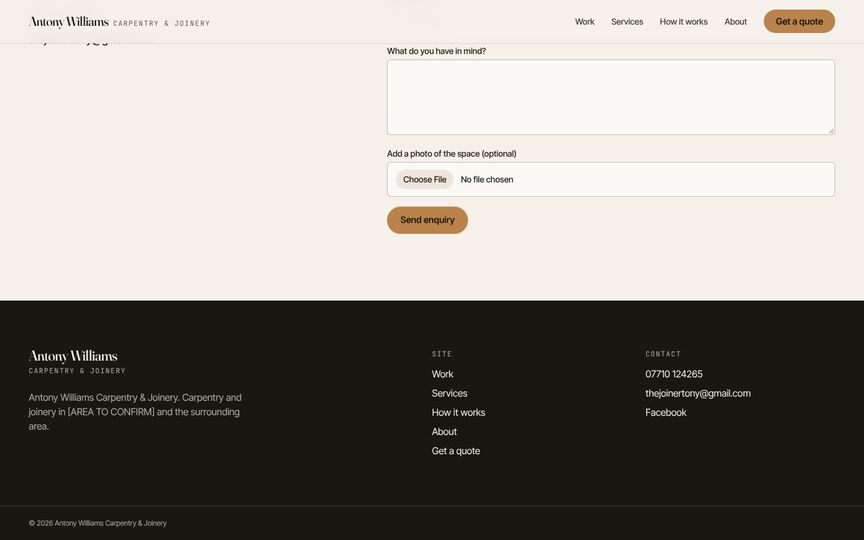 Antony Williams CARPENTRY & JOINERY
Work
Services
How it works
About
Get a quote
What do you have in mind?
Add a photo of the space (optional)
Choose File No file chosen
Send enquiry
Antony Williams
CARPENTRY & JOINERY
Antony Williams Carpentry & Joinery. Carpentry and
joinery in [AREA TO CONFIRM] and the surrounding
area.
SITE
Work
Services
How it works
About
Get a quote
CONTACT
07710 124265
thejoinertony@gmail.com
Facebook
© 2026 Antony Williams Carpentry & Joinery